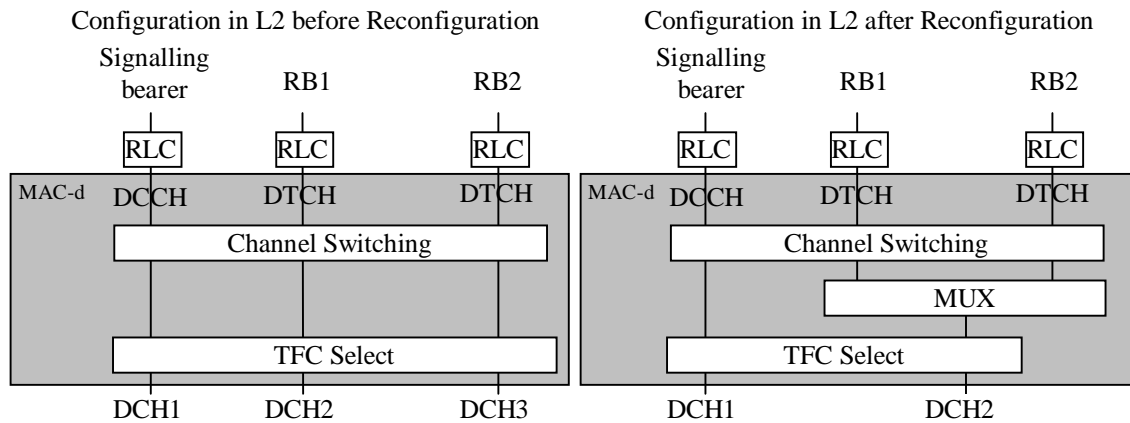 Configuration in L2 before Reconfiguration
Signalling
bearer
RB1
RB2
RLC
RLC
RLC
MAC-d
DCCH
DTCH
DTCH
Channel Switching
TFC Select
DCH1
DCH2
DCH3
Configuration in L2 after Reconfiguration
Signalling
bearer
RB1
RB2
RLC
RLC
RLC
MAC-d
DCCH
DTCH
DTCH
Channel Switching
MUX
TFC Select
DCH1
DCH2